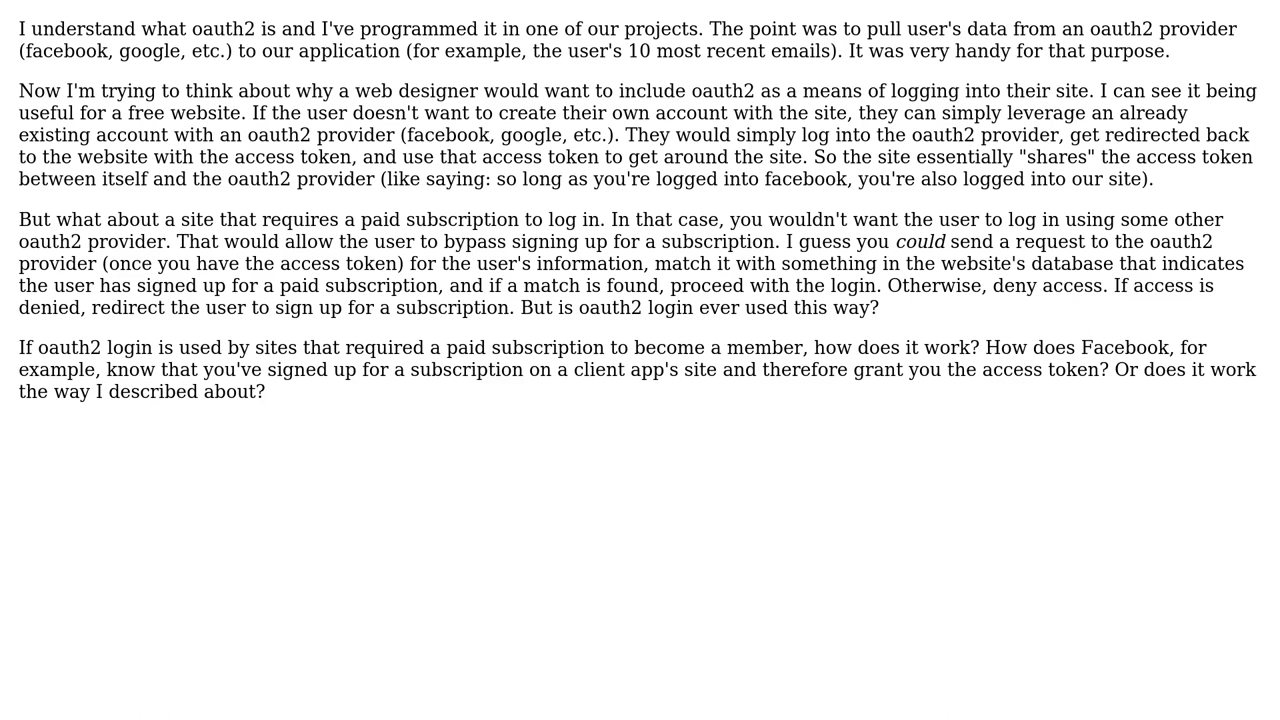 I understand what oauth2 is and I've programmed it in one of our projects. The point was to pull user's data from an oauth2 provider
(facebook, google, etc.) to our application (for example, the user's 10 most recent emails). It was very handy for that purpose.
Now I'm trying to think about why a web designer would want to include oauth2 as a means of logging into their site. I can see it being
useful for a free website. If the user doesn't want to create their own account with the site, they can simply leverage an already
existing account with an oauth2 provider (facebook, google, etc.). They would simply log into the oauth2 provider, get redirected back
to the website with the access token, and use that access token to get around the site. So the site essentially "shares" the access token
between itself and the oauth2 provider (like saying: so long as you're logged into facebook, you're also logged into our site).
But what about a site that requires a paid subscription to log in. In that case, you wouldn't want the user to log in using some other
oauth2 provider. That would allow the user to bypass signing up for a subscription. I guess you could send a request to the oauth2
provider (once you have the access token) for the user's information, match it with something in the website's database that indicates
the user has signed up for a paid subscription, and if a match is found, proceed with the login. Otherwise, deny access. If access is
denied, redirect the user to sign up for a subscription. But is oauth2 login ever used this way?
If oauth2 login is used by sites that required a paid subscription to become a member, how does it work? How does Facebook, for
example, know that you've signed up for a subscription on a client app's site and therefore grant you the access token? Or does it work
the way I described about?